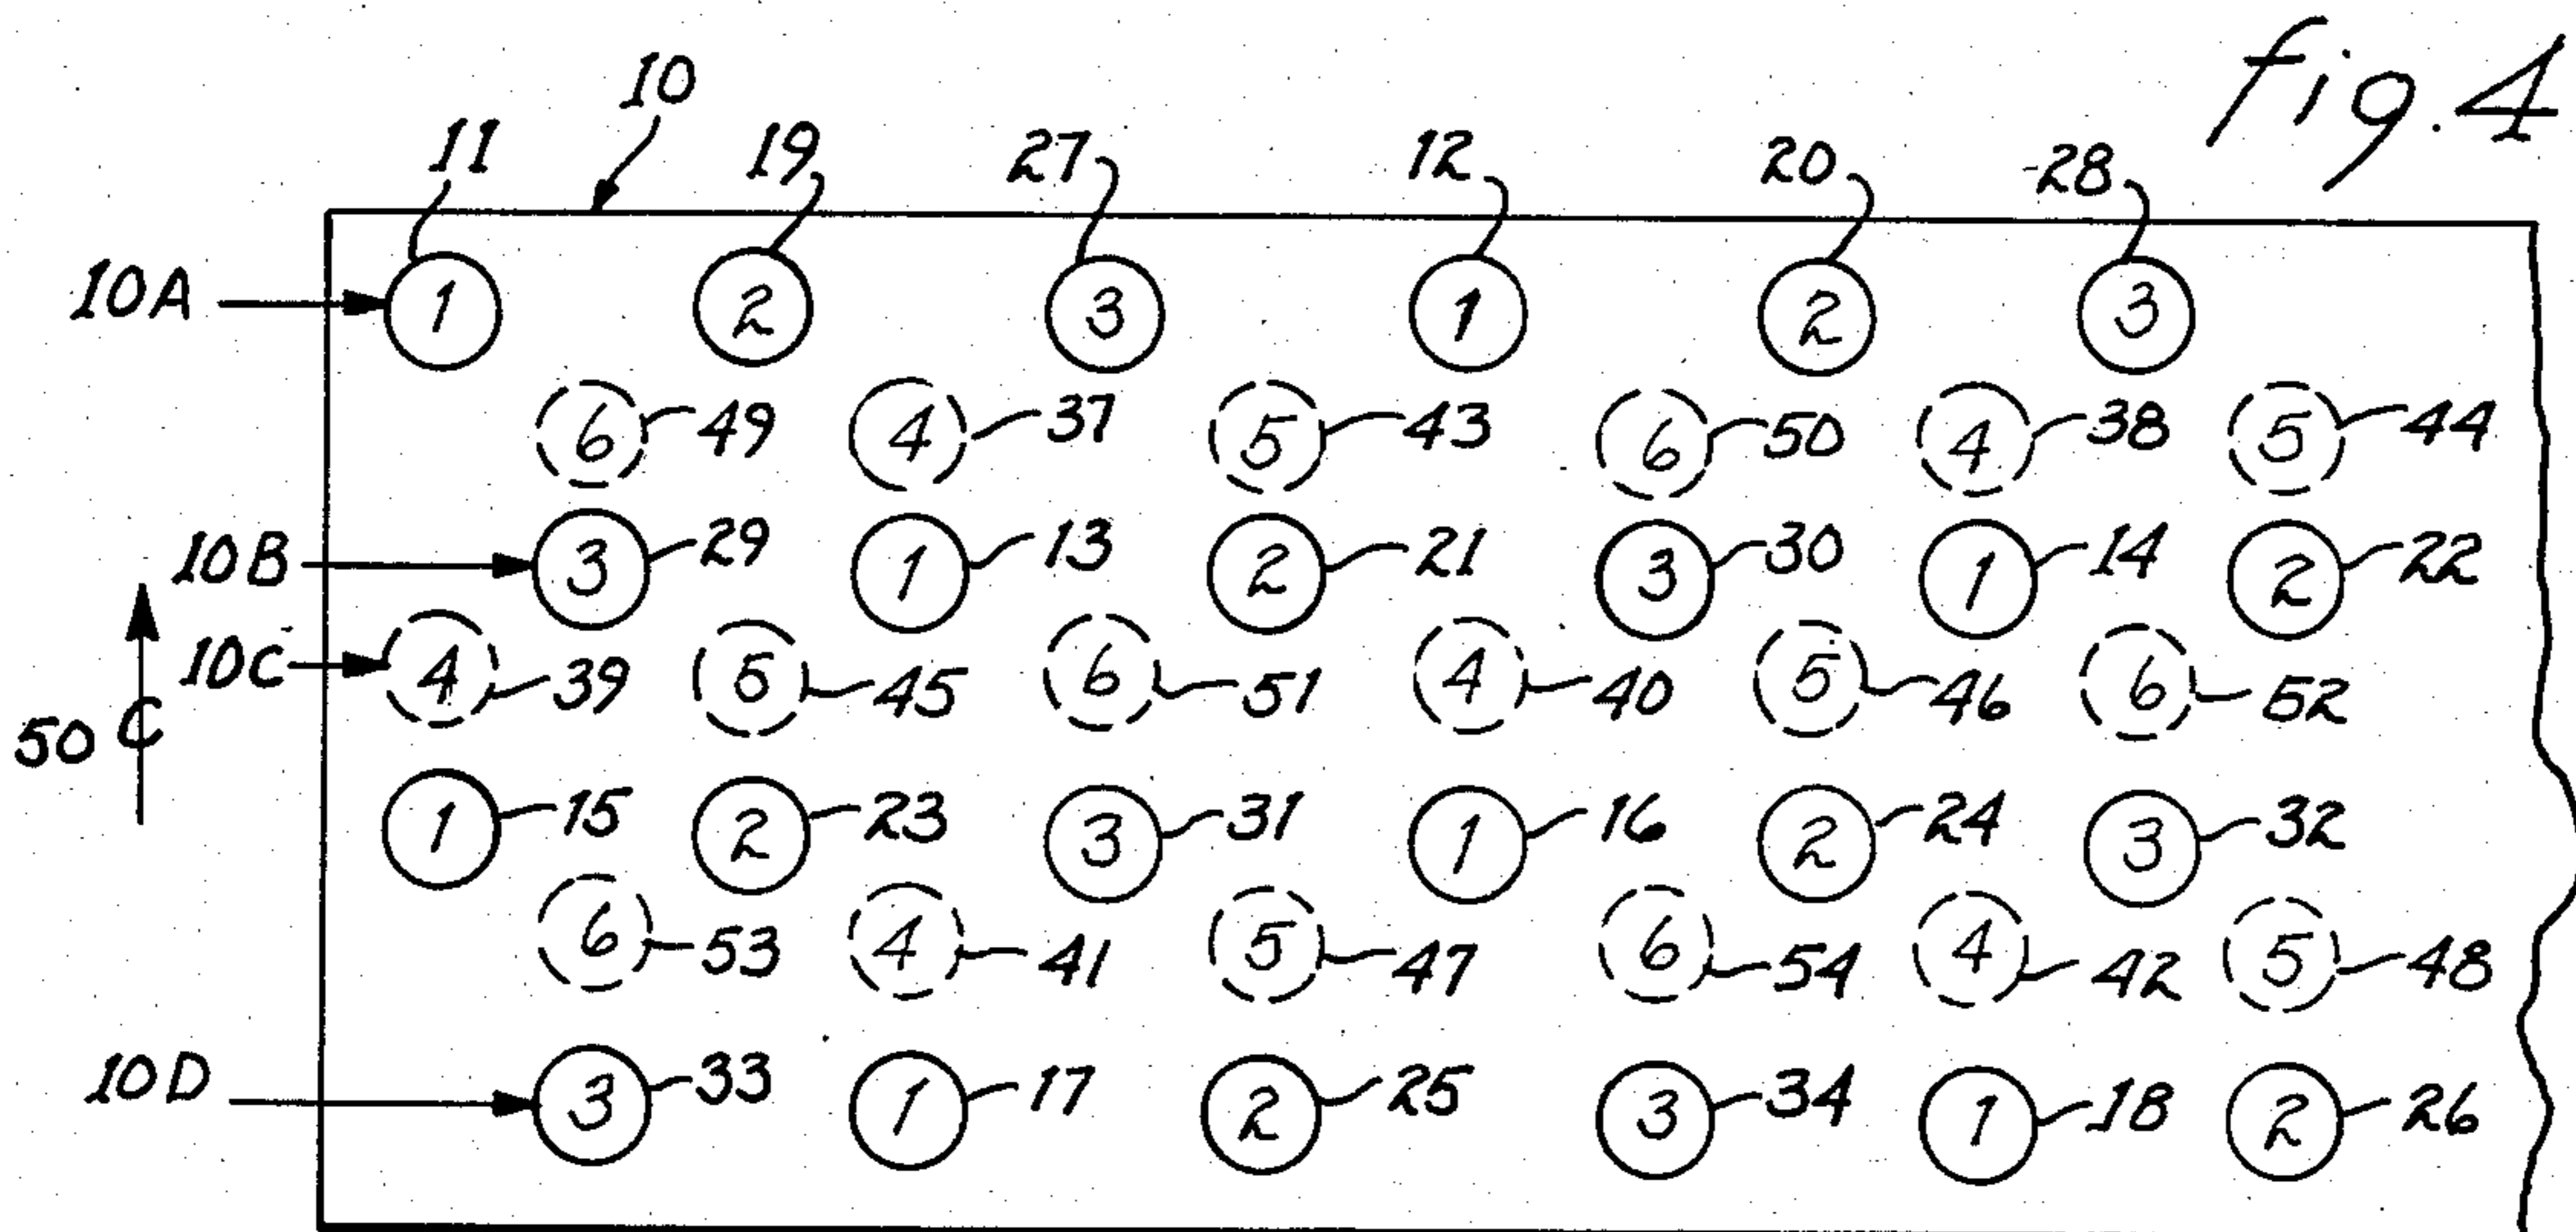 fig. 4
10
11 19 27 12 20 28
10A 1 2 3 1 2 3
6 49 4 37 5 43 6 50 4 38 5 44
10B 3 29 1 13 2 21 3 30 1 14 2 22
10C 4 39 5 45 6 51 4 40 5 46 6 52
50 C
1 15 2 23 3 31 1 16 2 24 3 32
6 53 4 41 5 47 6 54 4 42 5 48
10D 3 33 1 17 2 25 3 34 1 18 2 26